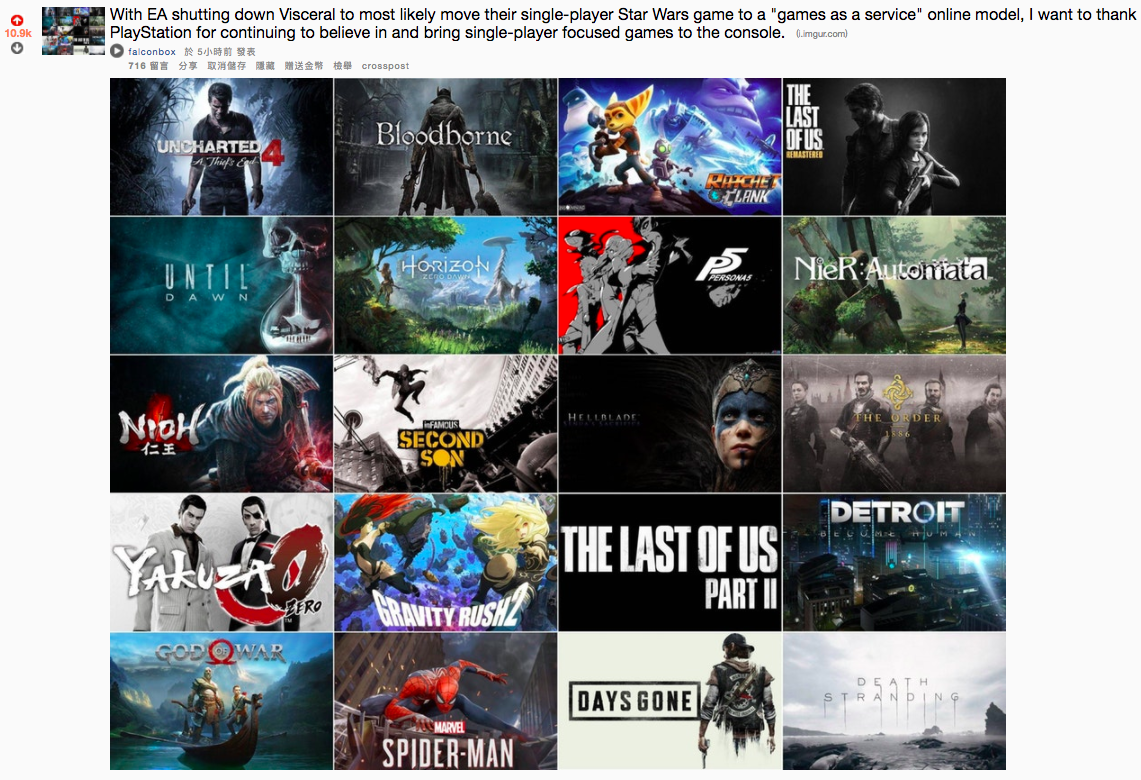 With EA shutting down Visceral to most likely move their single-player Star Wars game to a "games as a service" online model, I want to thank
10.9k
PlayStation for continuing to believe in and bring single-player focused games to the console. (i.imgur.com)
falconbox 於 5小時前 發表
716 留言 分享 取消儲存 隱藏 贈送金幣 檢舉 crosspost
UNCHARTED 4
A Thief's End
Bloodborne
RATCHET
CLANK
THE
LAST
OF US
REMASTERED
UNTIL
DAWN
HORIZON
ZERO DAWN
P5
PERSONA5
NieR:Automata
NIOH
仁王
inFAMOUS
SECOND
SON
HELLBLADE
SENUA'S SACRIFICE
THE ORDER
1886
YAKUZA 0
ZERO
GRAVITY RUSH 2
THE LAST OF US
PART II
DETROIT
BECOME HUMAN
GOD OF WAR
MARVEL
SPIDER-MAN
DAYS GONE
DEATH
STRANDING